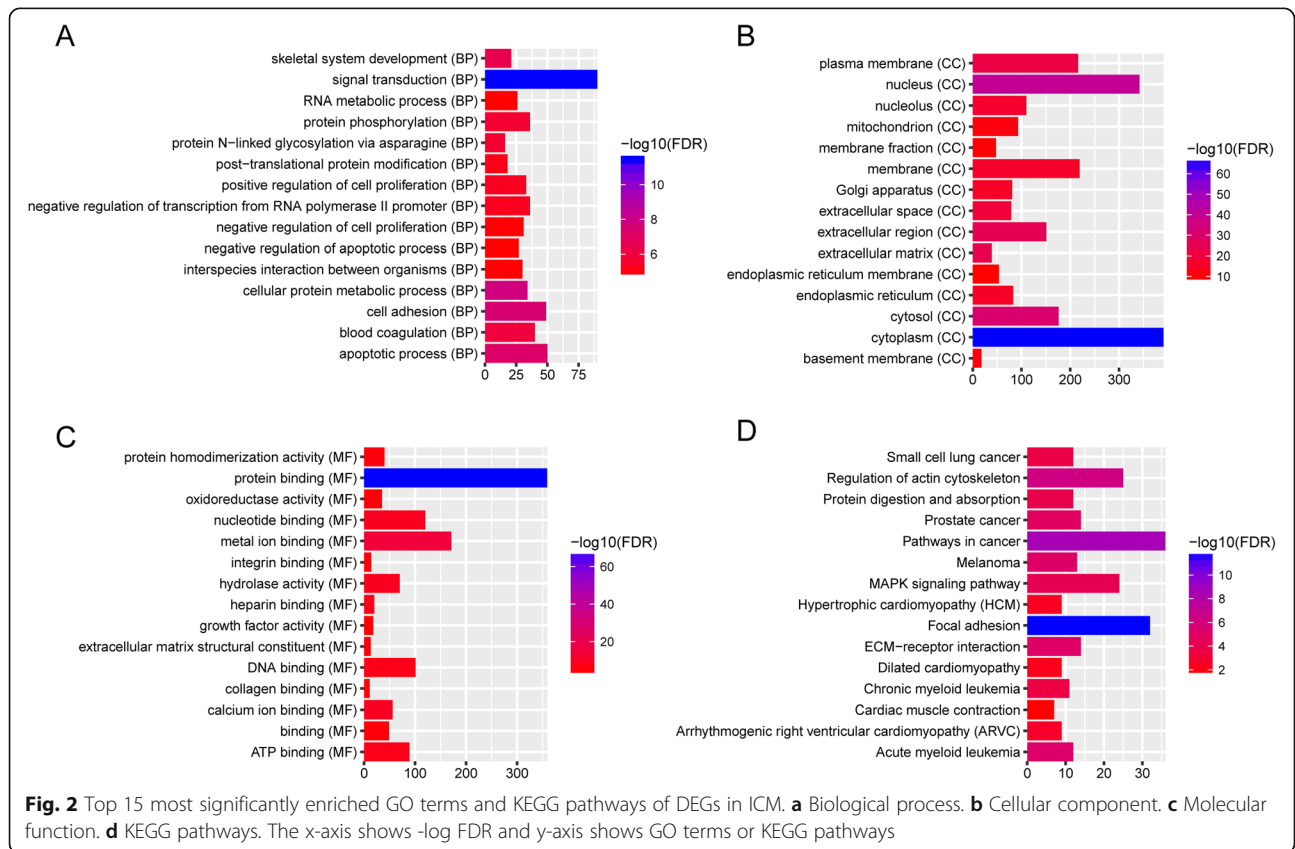 A
skeletal system development (BP)
signal transduction (BP)
RNA metabolic process (BP)
protein phosphorylation (BP)
protein N-linked glycosylation via asparagine (BP)
post-translational protein modification (BP)
positive regulation of cell proliferation (BP)
negative regulation of transcription from RNA polymerase II promoter (BP)
negative regulation of cell proliferation (BP)
negative regulation of apoptotic process (BP)
interspecies interaction between organisms (BP)
cellular protein metabolic process (BP)
cell adhesion (BP)
blood coagulation (BP)
apoptotic process (BP)
0 25 50 75
−log10(FDR)
10
8
6
B
plasma membrane (CC)
nucleus (CC)
nucleolus (CC)
mitochondrion (CC)
membrane fraction (CC)
membrane (CC)
Golgi apparatus (CC)
extracellular space (CC)
extracellular region (CC)
extracellular matrix (CC)
endoplasmic reticulum membrane (CC)
endoplasmic reticulum (CC)
cytosol (CC)
cytoplasm (CC)
basement membrane (CC)
0 100 200 300
−log10(FDR)
60
50
40
30
20
10
C
protein homodimerization activity (MF)
protein binding (MF)
oxidoreductase activity (MF)
nucleotide binding (MF)
metal ion binding (MF)
integrin binding (MF)
hydrolase activity (MF)
heparin binding (MF)
growth factor activity (MF)
extracellular matrix structural constituent (MF)
DNA binding (MF)
collagen binding (MF)
calcium ion binding (MF)
binding (MF)
ATP binding (MF)
0 100 200 300
−log10(FDR)
60
40
20
D
Small cell lung cancer
Regulation of actin cytoskeleton
Protein digestion and absorption
Prostate cancer
Pathways in cancer
Melanoma
MAPK signaling pathway
Hypertrophic cardiomyopathy (HCM)
Focal adhesion
ECM−receptor interaction
Dilated cardiomyopathy
Chronic myeloid leukemia
Cardiac muscle contraction
Arrhythmogenic right ventricular cardiomyopathy (ARVC)
Acute myeloid leukemia
0 10 20 30
−log10(FDR)
10
8
6
4
2
Fig. 2 Top 15 most significantly enriched GO terms and KEGG pathways of DEGs in ICM. a Biological process. b Cellular component. c Molecular
function. d KEGG pathways. The x-axis shows -log FDR and y-axis shows GO terms or KEGG pathways